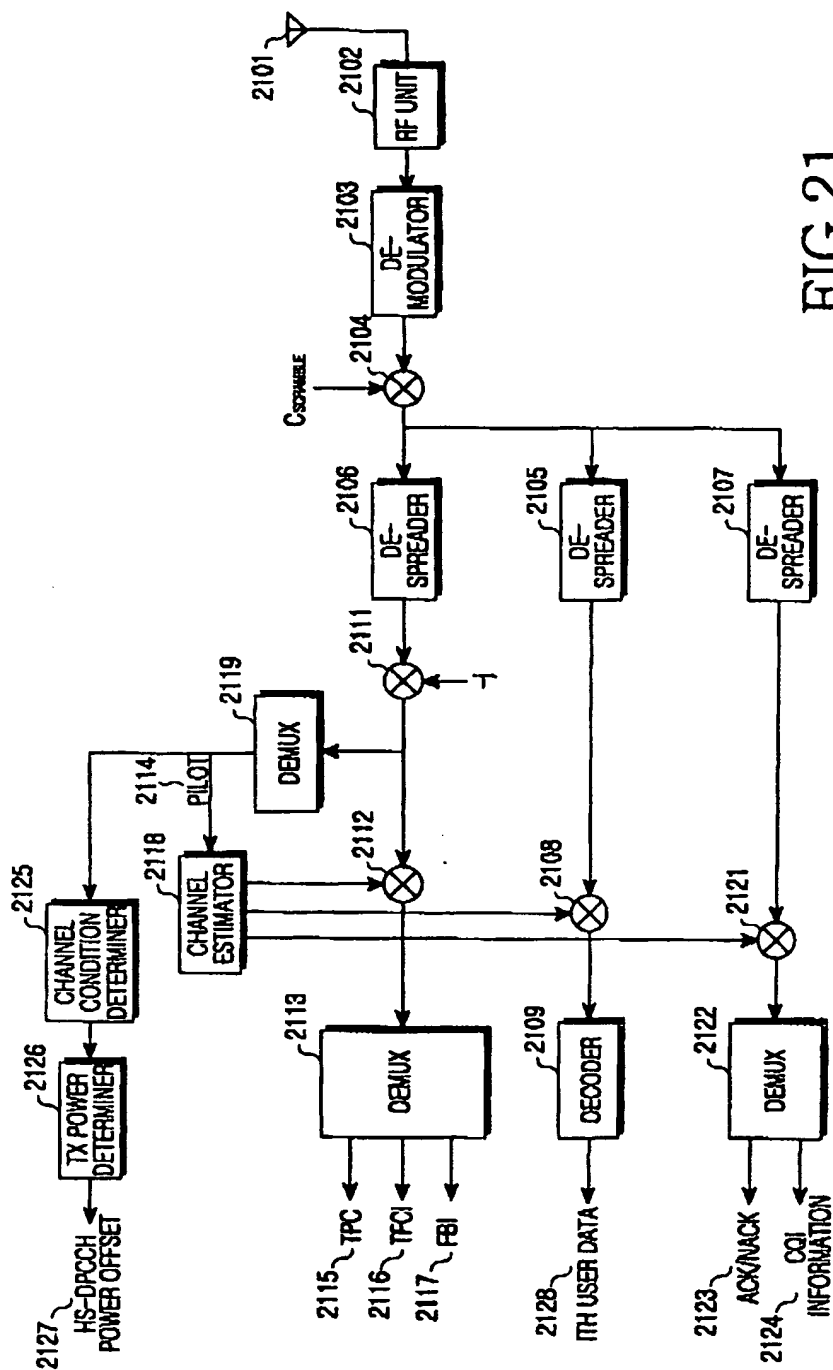 2127
HS-DPCCH
POWER OFFSET
2126
TX POWER
DETERMINER
2125
CHANNEL
CONDITION
DETERMINER
2114
PILOT
2118
CHANNEL
ESTIMATOR
2119
DEMUX
2115
TPC
2116
TFCI
2117
FBI
2113
DEMUX
2112
2111
-j
2106
DE-
SPREADER
CSCRAMBLE
2104
2103
DE-
MODULATOR
2102
RF UNIT
2101
2128
ITH USER DATA
2109
DECODER
2108
2105
DE-
SPREADER
2123
ACK/NACK
2124
CQI
INFORMATION
2122
DEMUX
2121
2107
DE-
SPREADER
FIG.21